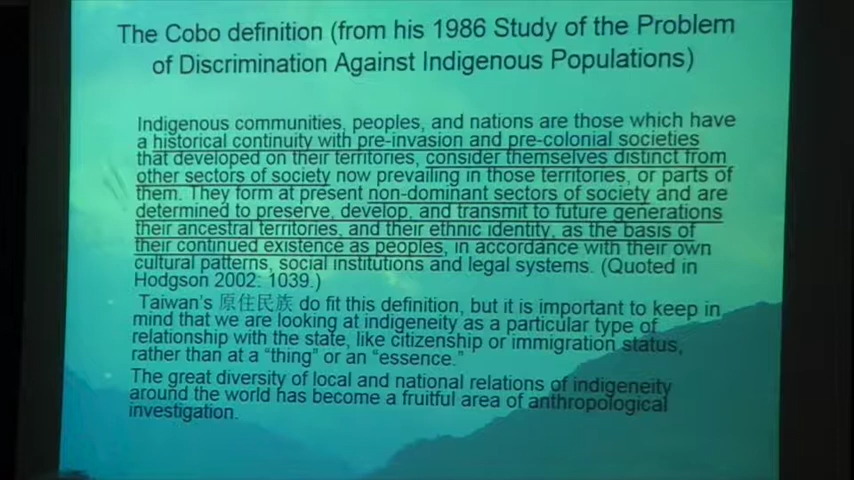 The Cobo definition (from his 1986 Study of the Problem
of Discrimination Against Indigenous Populations)
Indigenous communities, peoples, and nations are those which have
a historical continuity with pre-invasion and pre-colonial societies
that developed on their territories, consider themselves distinct from
other sectors of society now prevailing in those territories, or parts of
them. They form at present non-dominant sectors of society and are
determined to preserve, develop, and transmit to future generations
their ancestral territories, and their ethnic identity, as the basis of
their continued existence as peoples, in accordance with their own
cultural patterns, social institutions and legal systems. (Quoted in
Hodgson 2002: 1039.)
Taiwan's 原住民族 do fit this definition, but it is important to keep in
mind that we are looking at indigeneity as a particular type of
relationship with the state, like citizenship or immigration status,
rather than at a “thing” or an “essence.”
The great diversity of local and national relations of indigeneity
around the world has become a fruitful area of anthropological
investigation.